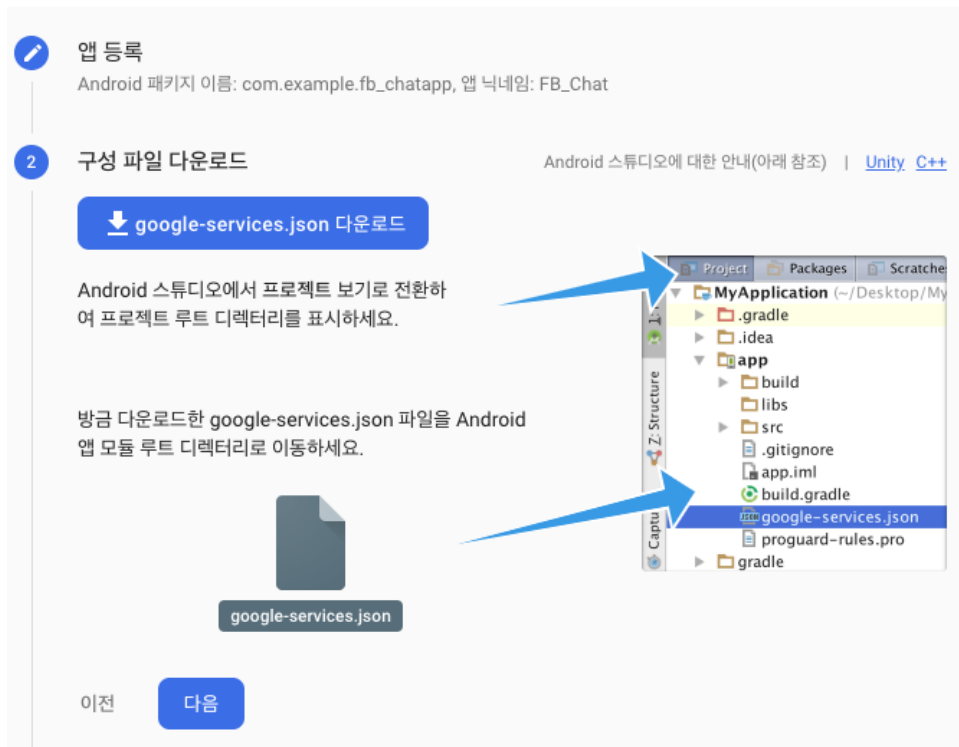 앱 등록
Android 패키지 이름: com.example.fb_chatapp, 앱 닉네임: FB_Chat
2
구성 파일 다운로드
Android 스튜디오에 대한 안내(아래 참조) | Unity C++
google-services.json 다운로드
Android 스튜디오에서 프로젝트 보기로 전환하
여 프로젝트 루트 디렉터리를 표시하세요.
방금 다운로드한 google-services.json 파일을 Android
앱 모듈 루트 디렉터리로 이동하세요.
google-services.json
Project Packages Scratche
MyApplication (~/Desktop/My
.gradle
.idea
app
build
libs
src
.gitignore
app.iml
build.gradle
google-services.json
proguard-rules.pro
gradle
1:
Z: Structure
Captu
이전
다음